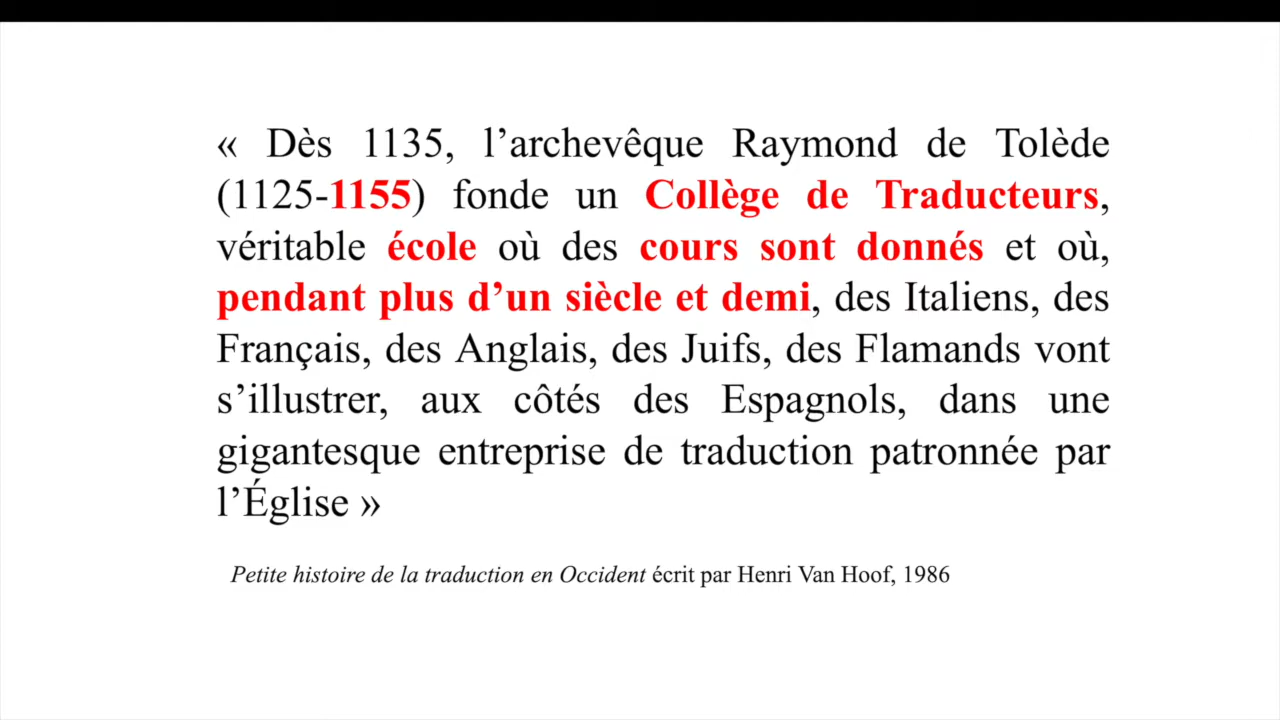 « Dès 1135, l’archevêque Raymond de Tolède
(1125-1155) fonde un Collège de Traducteurs,
véritable école où des cours sont donnés et où,
pendant plus d’un siècle et demi, des Italiens, des
Français, des Anglais, des Juifs, des Flamands vont
s’illustrer, aux côtés des Espagnols, dans une
gigantesque entreprise de traduction patronnée par
l’Église »
Petite histoire de la traduction en Occident écrit par Henri Van Hoof, 1986